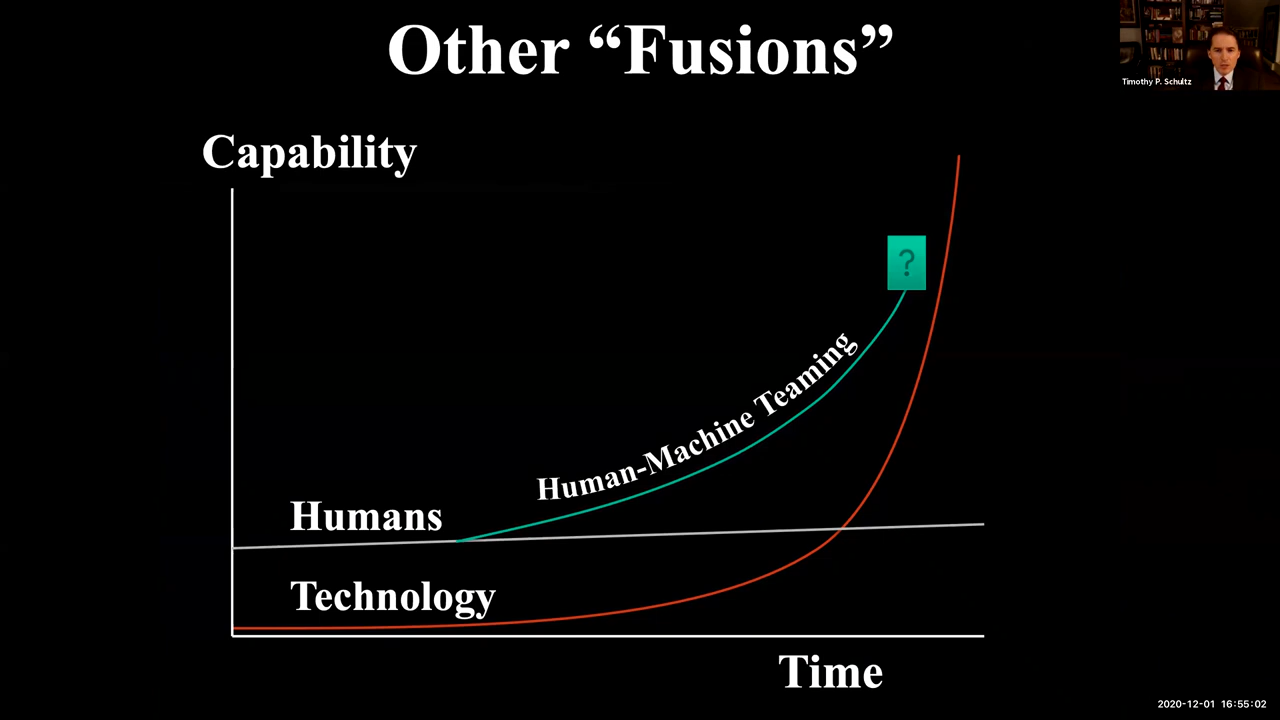 Other “Fusions”
Timothy P. Schultz
Capability
?
Human-Machine Teaming
Humans
Technology
Time
2020-12-01 16:55:02